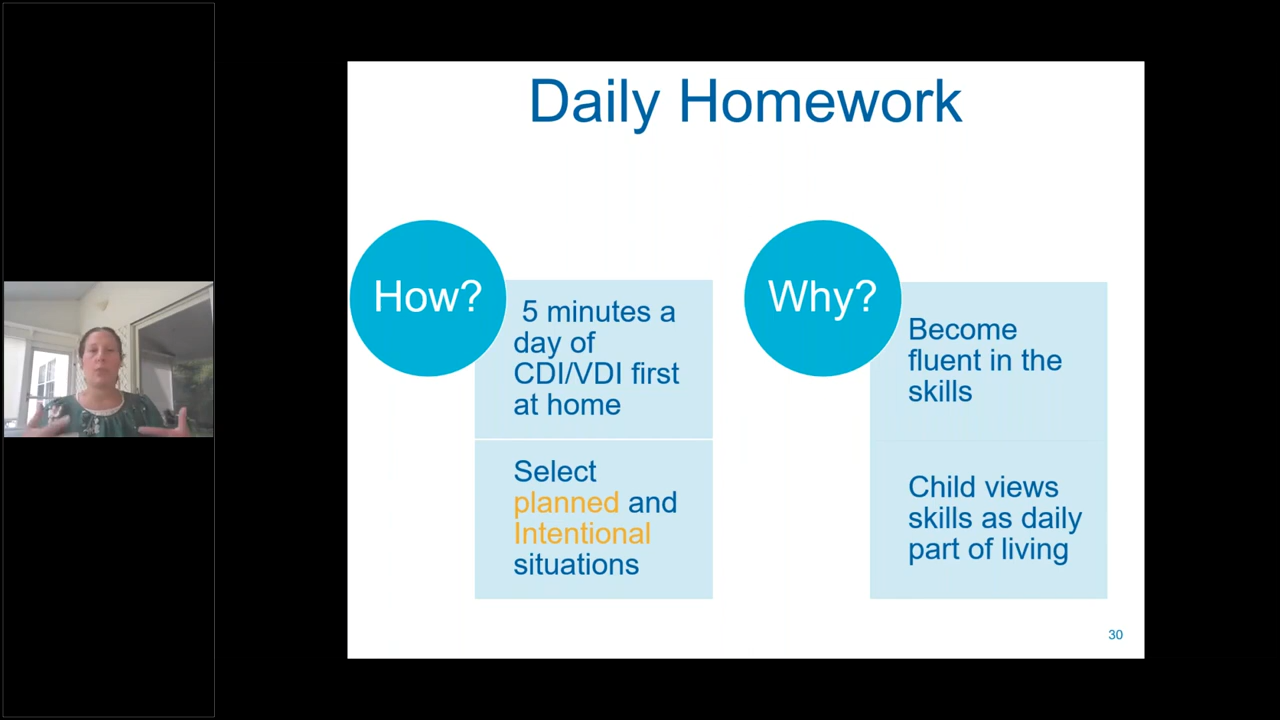 Daily Homework
How?
5 minutes a
day of
CDI/VDI first
at home
Select
planned and
Intentional
situations
Why?
Become
fluent in the
skills
Child views
skills as daily
part of living
30